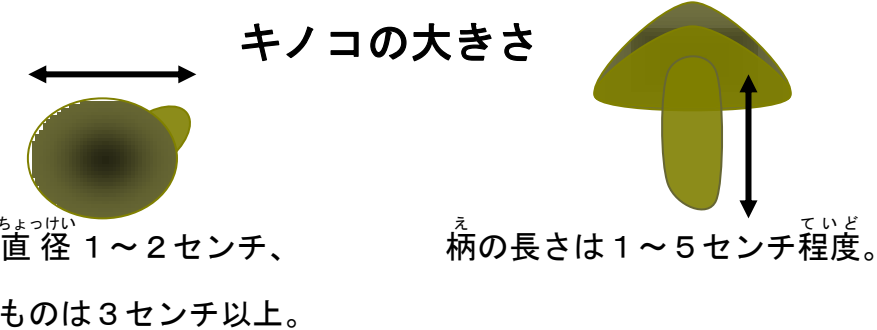 キノコの大きさ
ちょっけい
直径１～２センチ、
ものは３センチ以上。
え ていど
柄の長さは１～５センチ程度。